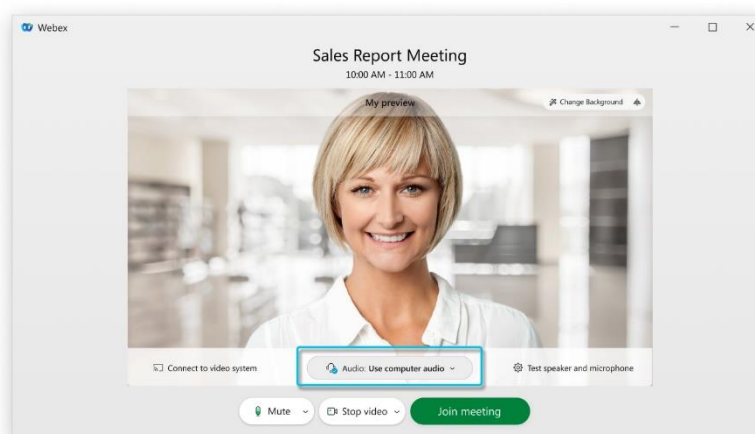 Webex
Sales Report Meeting
10:00 AM - 11:00 AM
My preview
Change Background
Connect to video system
Audio: Use computer audio
Test speaker and microphone
Mute
Stop video
Join meeting